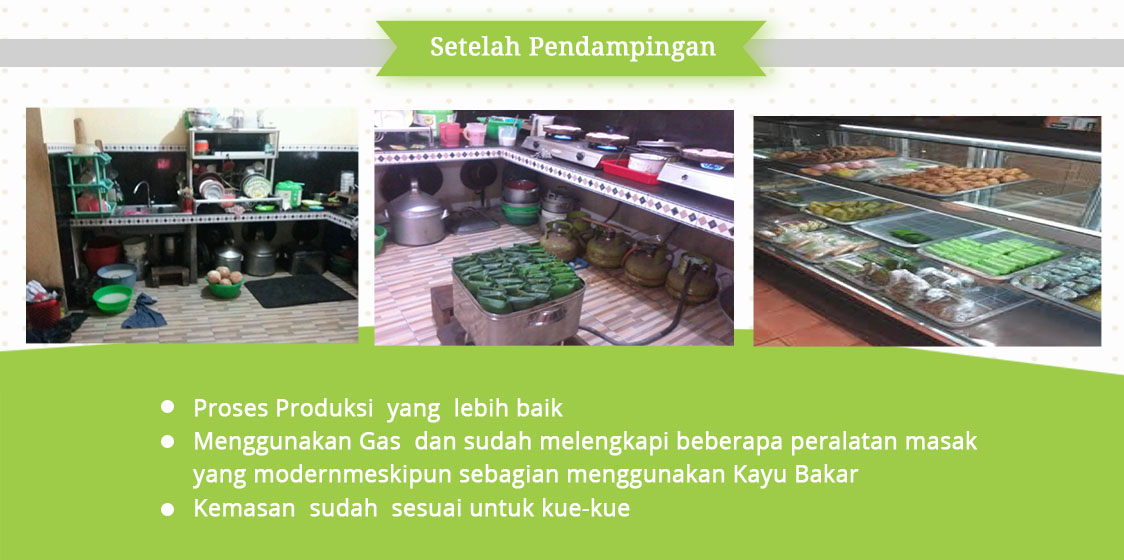 Setelah Pendampingan
Proses Produksi yang lebih baik
Menggunakan Gas dan sudah melengkapi beberapa peralatan masak
yang modernmeskipun sebagian menggunakan Kayu Bakar
Kemasan sudah sesuai untuk kue-kue